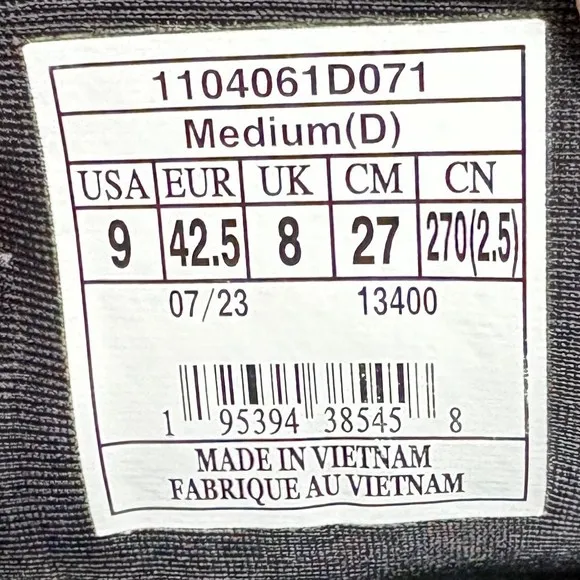 1104061D071
Medium(D)
USA EUR UK CM CN
9 42.5 8 27 270(2.5)
07/23 13400
1 95394 38545 8
MADE IN VIETNAM
FABRIQUE AU VIETNAM